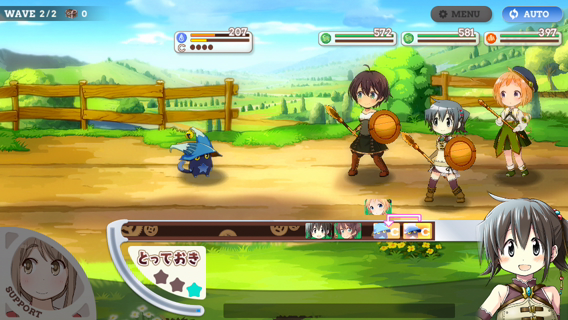 WAVE 2/2 0
MENU
AUTO
207
C
572
581
397
C
C
とっておき
SUPPORT